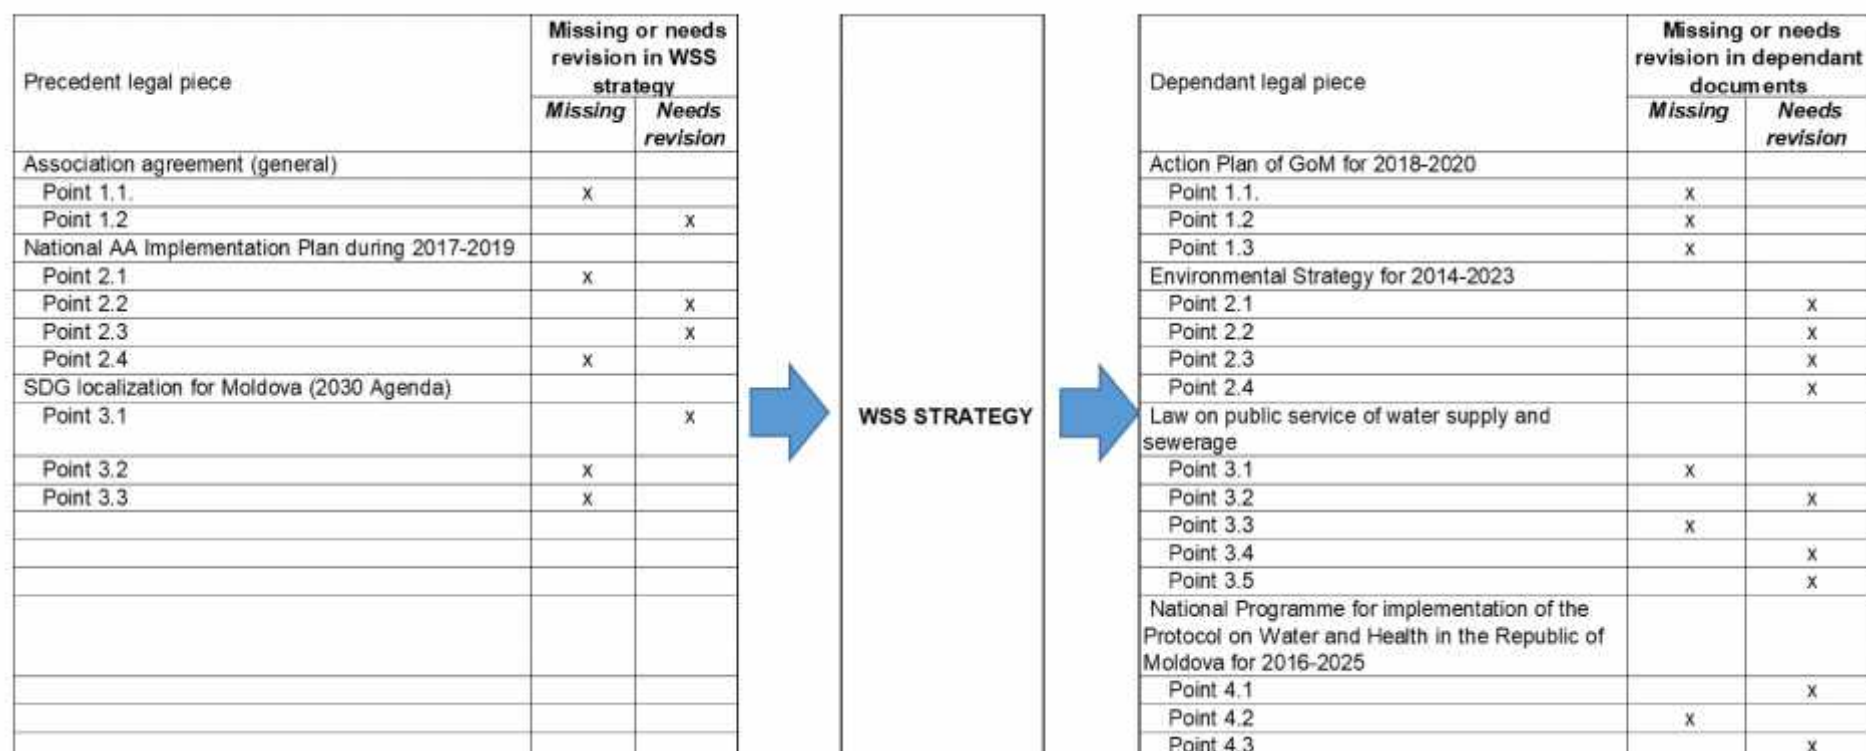 Precedent legal piece
Missing or needs
revision in WSS
strategy
Missing
Needs
revision
Association agreement (general)
Point 1.1.
x
Point 1.2
x
National AA Implementation Plan during 2017-2019
Point 2.1
x
Point 2.2
x
Point 2.3
x
Point 2.4
x
SDG localization for Moldova (2030 Agenda)
Point 3.1
x
Point 3.2
x
Point 3.3
x
WSS STRATEGY
Dependant legal piece
Missing or needs
revision in dependant
documents
Missing
Needs
revision
Action Plan of GoM for 2018-2020
Point 1.1.
x
Point 1.2
x
Point 1.3
x
Environmental Strategy for 2014-2023
Point 2.1
x
Point 2.2
x
Point 2.3
x
Point 2.4
x
Law on public service of water supply and
sewerage
Point 3.1
x
Point 3.2
x
Point 3.3
x
Point 3.4
x
Point 3.5
x
National Programme for implementation of the
Protocol on Water and Health in the Republic of
Moldova for 2016-2025
Point 4.1
x
Point 4.2
x
Point 4.3
x